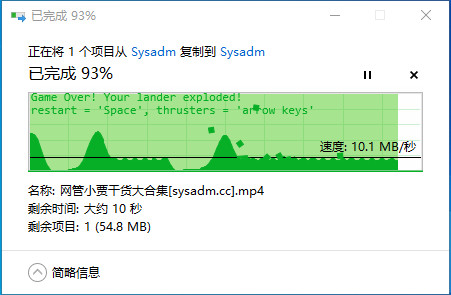 已完成 93%
正在将 1 个项目从 Sysadm 复制到 Sysadm
已完成 93%
Game Over! Your lander exploded!
restart = 'Space', thrusters = 'arrow keys'
速度: 10.1 MB/秒
名称: 网管小贾干货大合集[sysadm.cc].mp4
剩余时间: 大约 10 秒
剩余项目: 1 (54.8 MB)
简略信息